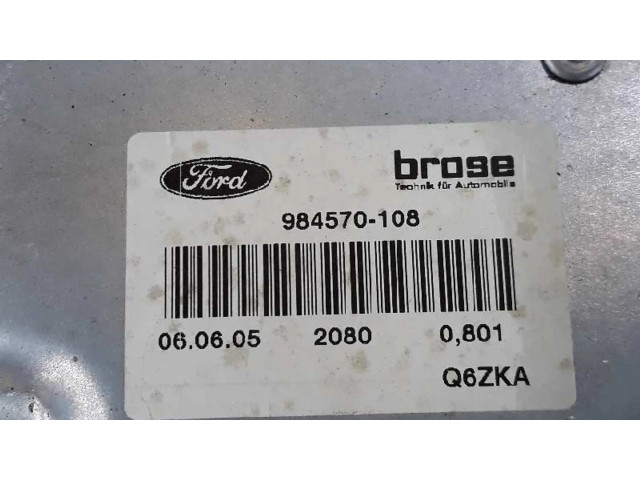 Ford
brose
Technik für Automobile
984570-108
06.06.05 2080 0,801
Q6ZKA